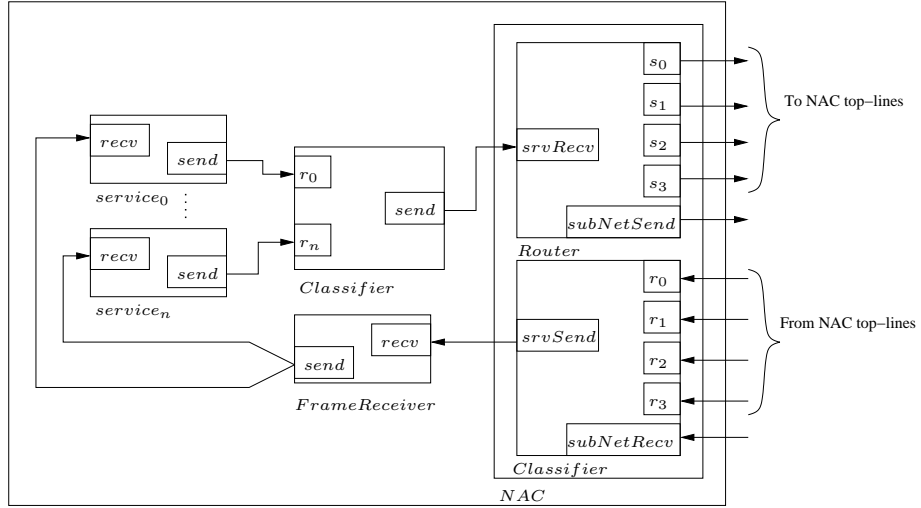 s₀
To NAC top−lines
s₁
recv
send
srvRecv
s₂
r₀
s₃
service₀
send
subNetSend
recv
rₙ
Router
send
Classifier
r₀
serviceₙ
r₁
From NAC top−lines
recv
srvSend
send
r₂
FrameReceiver
r₃
subNetRecv
Classifier
NAC